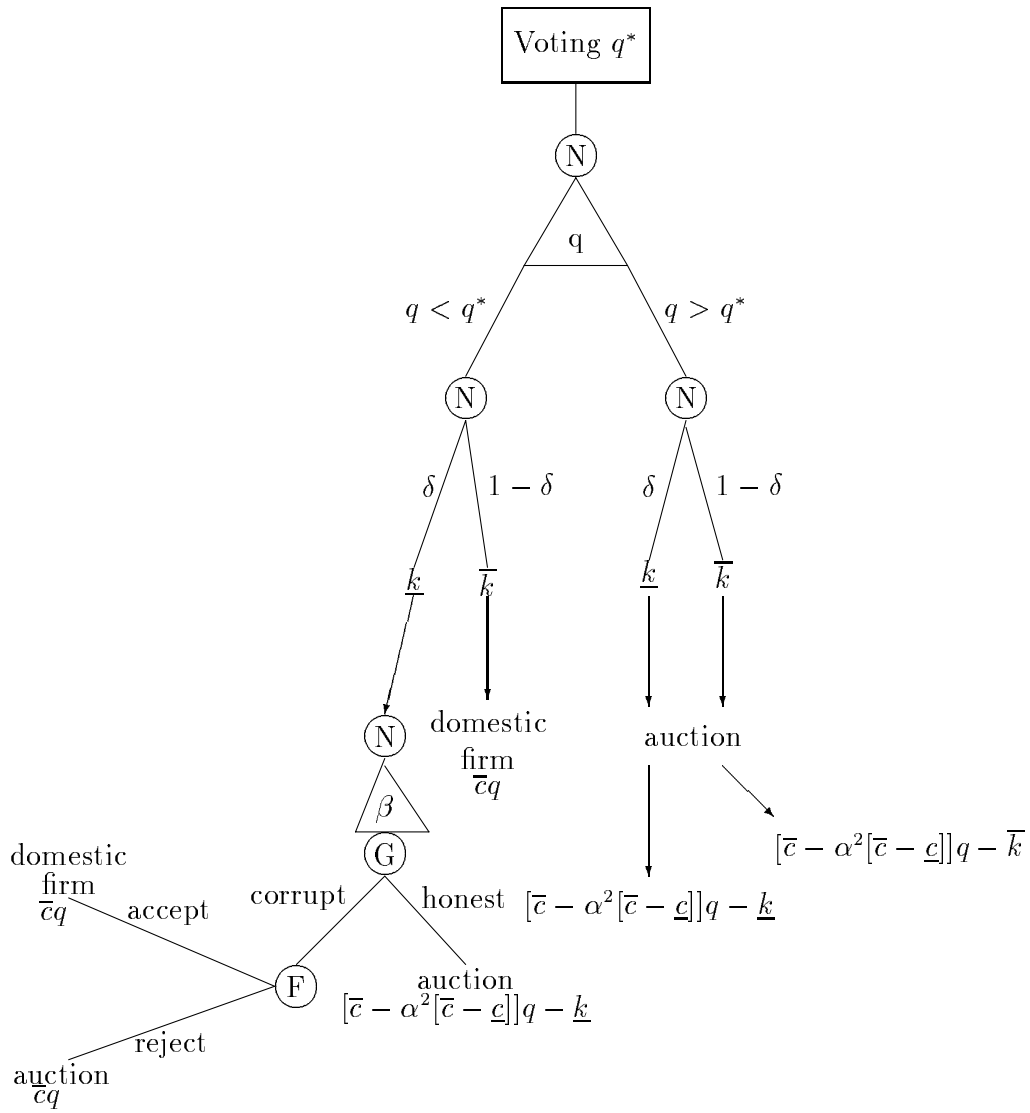 Voting q*
N
q
q < q*
q > q*
N
N
δ
1 − δ
δ
1 − δ
k̲
k̅
k̲
k̅
N
domestic
firm
c̅q
auction
β
G
[c̅ − α²[c̅ − c̲]]q − k̅
domestic
firm
c̅q
accept
corrupt
honest
[c̅ − α²[c̅ − c̲]]q − k̲
F
auction
[c̅ − α²[c̅ − c̲]]q − k̲
reject
auction
c̅q